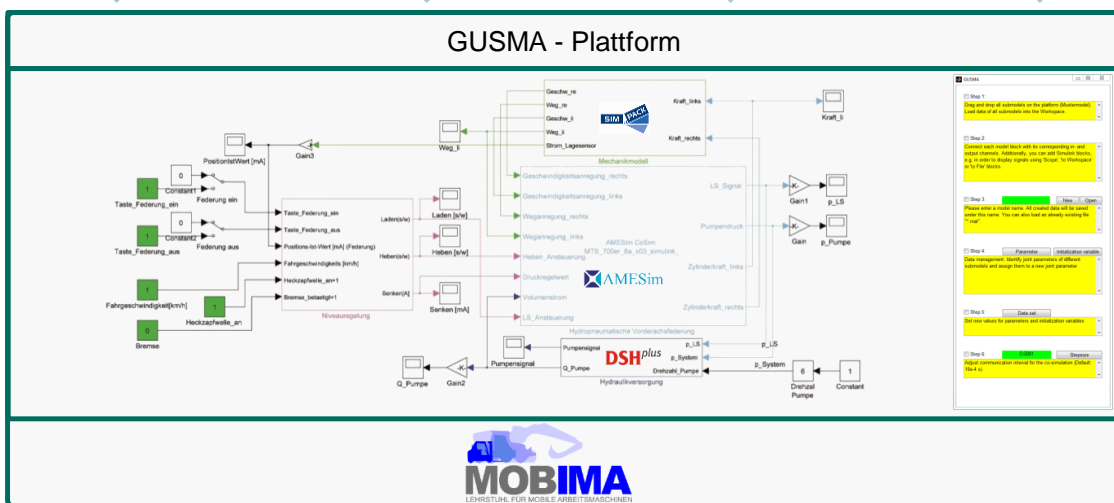 GUSMA - Plattform
Geschw_re
Weg_re
Geschw_li
Weg_li
Strom_Lagesensor
SIM PACK
Kraft_links
Kraft_rechts
Mechanikmodell
Kraft_li
Weg_li
PositionIstWert [mA]
Gain3
0
Constant1
Federung ein
1
Taste_Federung_ein
0
Constant2
Federung aus
1
Taste_Federung_aus
Taste_Federung_ein
Taste_Federung_aus
Positions-Ist-Wert [mA] (Federung)
Fahrgeschwindigkeit [km/h]
Heckzapfwelle_an=1
Bremse_betaetigt=1
Laden(s/w)
Heben(s/w)
Senken(A)
Niveauregelung
1
Fahrgeschwindigkeit[km/h]
1
Heckzapfwelle_an
0
Bremse
Laden [s/w]
Heben [s/w]
Senken [mA]
Geschwindigkeitsanregung_rechts
Geschwindigkeitsanregung_links
Weganregung_rechts
Weganregung_links
Heben_Ansteuerung
Druckregelwert
Volumenstrom
LS_Ansteuerung
AMESim CoSim
MTS_700er_8a_v03_simulink_
AMESim
LS_Signal
Pumpendruck
Zylinderkraft_links
Zylinderkraft_rechts
Hydropneumatische Vorderachsfederung
-K-
Gain1
p_LS
-K-
Gain
p_Pumpe
Pumpensignal
Q_Pumpe
DSHplus
p_LS
p_System
Drehzahl_Pumpe
Hydraulikversorgung
p_LS
p_System
Pumpensignal
-K-
Gain2
Q_Pumpe
6
Drehzal
Pumpe
1
Constant
GUSMA
Step 1:
Drag and drop all submodels on the platform (Mustermodel).
Load data of all submodels into the Workspace.
Step 2:
Connect each model block with its corresponding in- and
output channels. Additionally, you can add Simulink blocks,
e.g. in order to display signals using 'Scope', 'to Workspace'
or 'to File' blocks.
Step 3:
New
Open
Please enter a model name. All created data will be saved
under this name. You can also load an already existing file
"*.mat".
Step 4:
Parameter
Initialization variable
Data management: Identify joint parameters of different
submodels and assign them to a new joint parameter.
Step 5:
Data set
Set new values for parameters and initialization variables
Step 6:
0.0001
Stepsize
Adjust communication interval for the co-simulation (Default:
10e-4 s).
MOBIMA
LEHRSTUHL FÜR MOBILE ARBEITSMASCHINEN